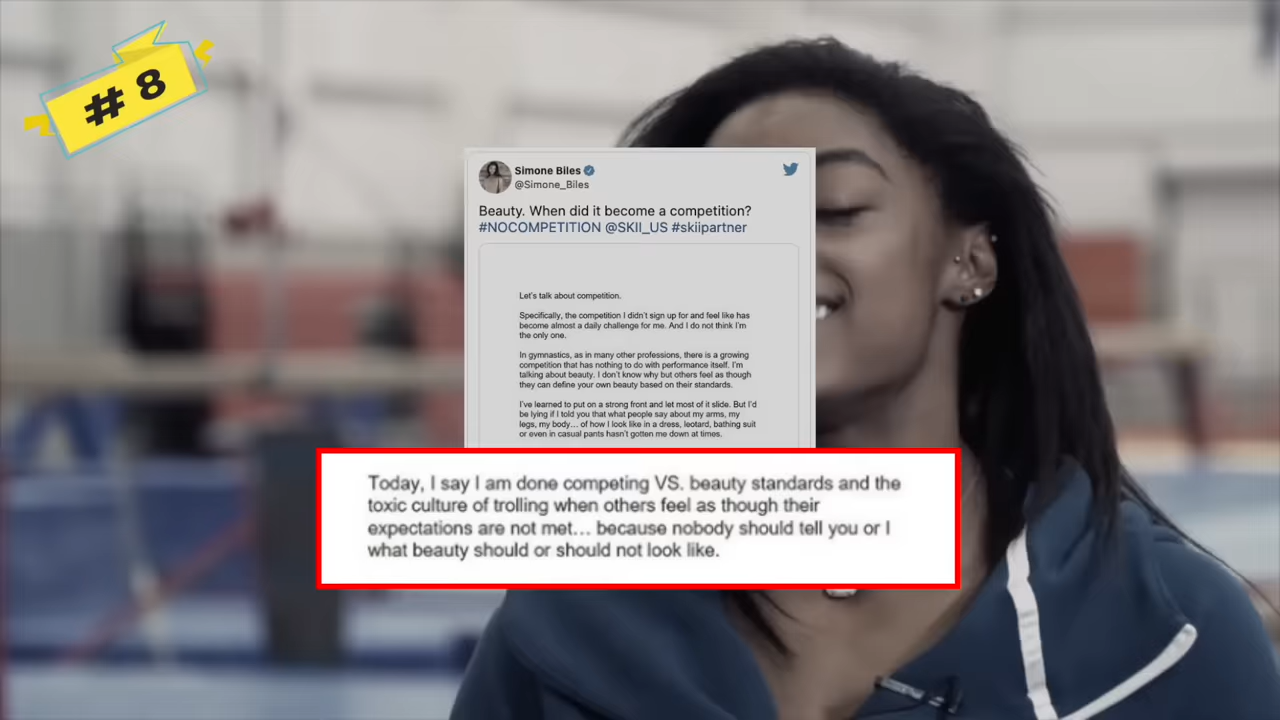 # 8
Simone Biles
@Simone_Biles
Beauty. When did it become a competition?
#NOCOMPETITION @SKII_US #skiipartner
Let's talk about competition.
Specifically, the competition I didn't sign up for and feel like has
become almost a daily challenge for me. And I do not think I'm
the only one.
In gymnastics, as in many other professions, there is a growing
competition that has nothing to do with performance itself. I'm
talking about beauty. I don't know why but others feel as though
they can define your own beauty based on their standards.
I've learned to put on a strong front and let most of it slide. But I'd
be lying if I told you that what people say about my arms, my
legs, my body... of how I look like in a dress, leotard, bathing suit
or even in casual pants hasn't gotten me down at times.
Today, I say I am done competing VS. beauty standards and the
toxic culture of trolling when others feel as though their
expectations are not met... because nobody should tell you or I
what beauty should or should not look like.